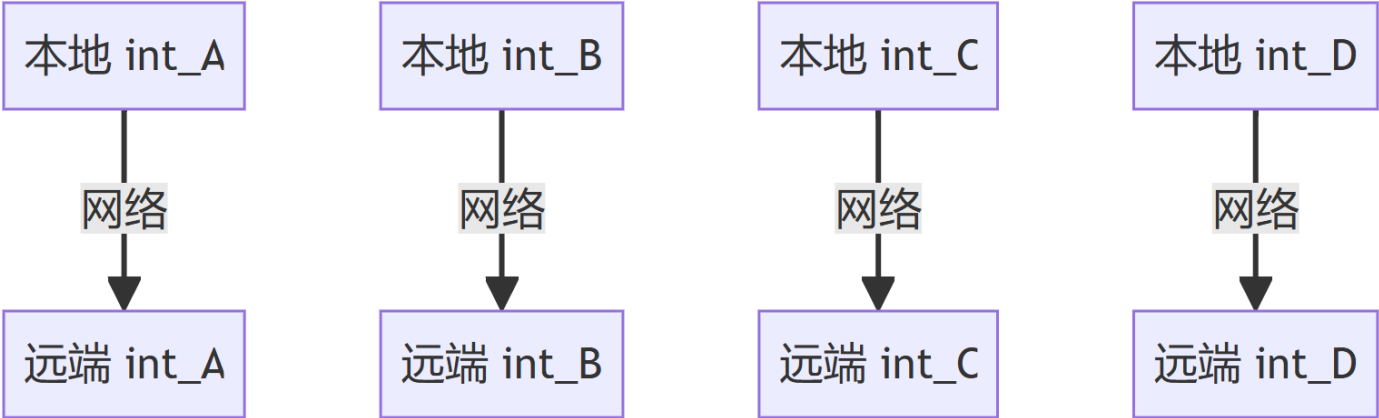 本地 int_A
本地 int_B
本地 int_C
本地 int_D
网络
网络
网络
网络
远端 int_A
远端 int_B
远端 int_C
远端 int_D